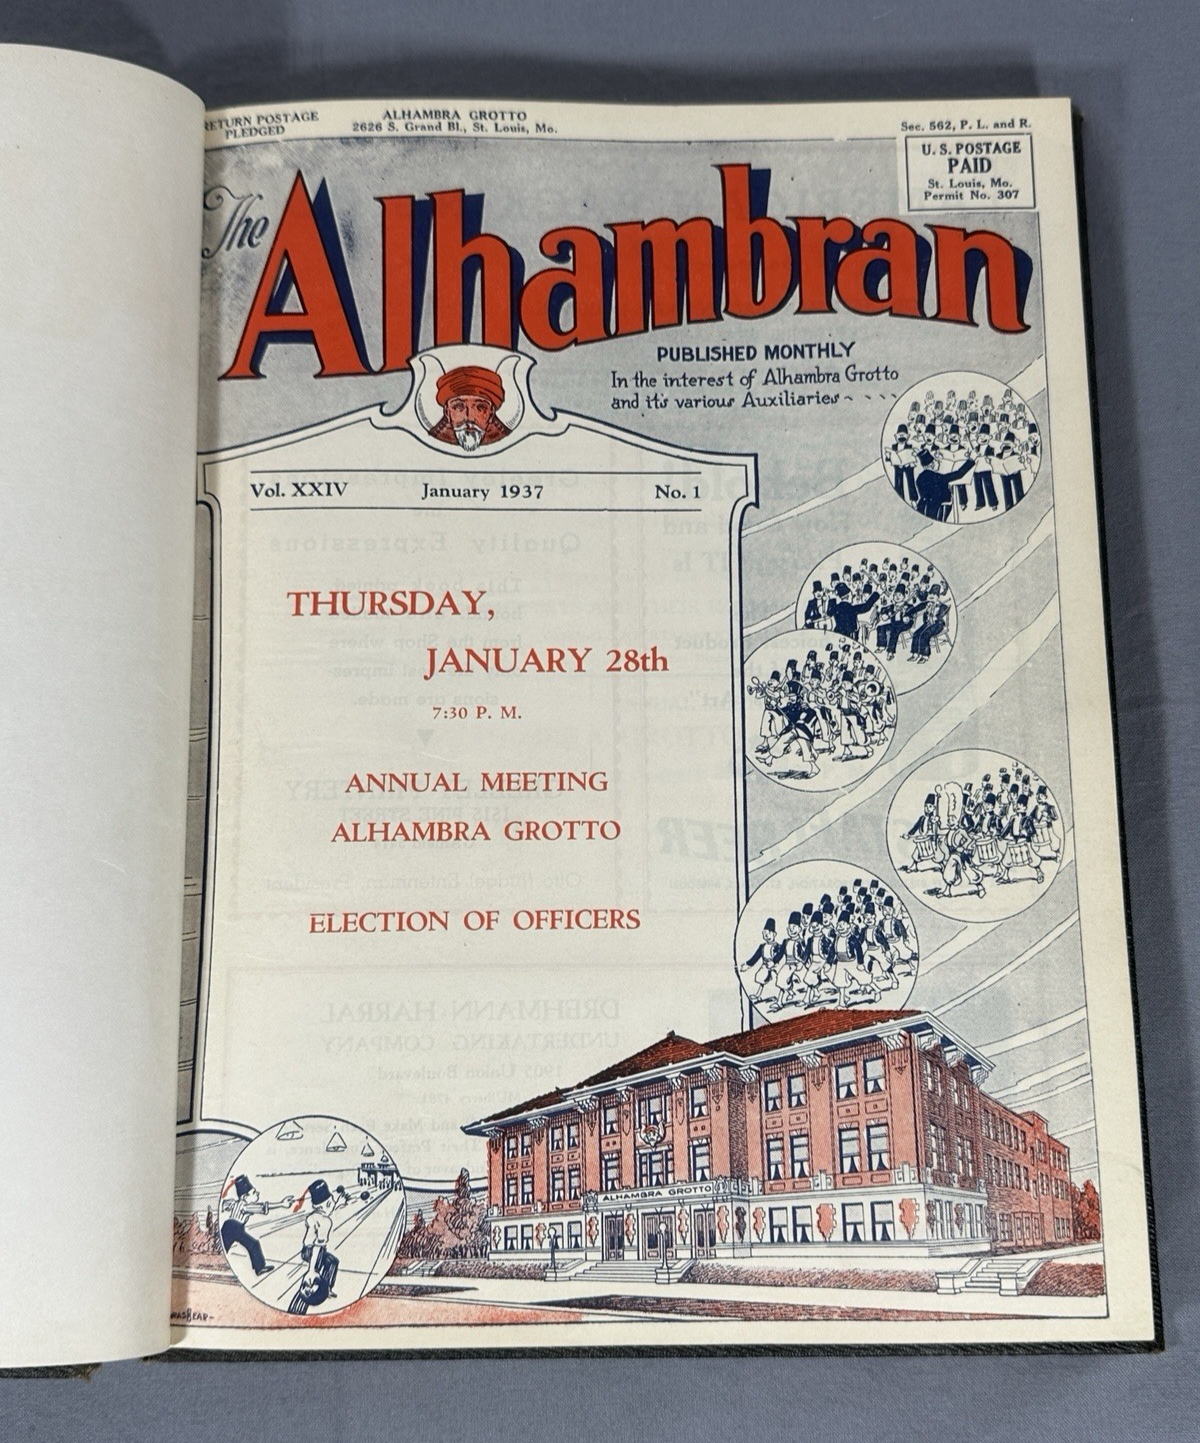 RETURN POSTAGE
PLEDGED
ALHAMBRA GROTTO
2626 S. Grand Bl., St. Louis, Mo.
Sec. 562, P. L. and R.
U. S. POSTAGE
PAID
St. Louis, Mo.
Permit No. 307
The Alhambran
PUBLISHED MONTHLY
In the interest of Alhambra Grotto
and it's various Auxiliaries
Vol. XXIV January 1937 No. 1
THURSDAY,
JANUARY 28th
7:30 P. M.
ANNUAL MEETING
ALHAMBRA GROTTO
ELECTION OF OFFICERS
ALHAMBRA GROTTO